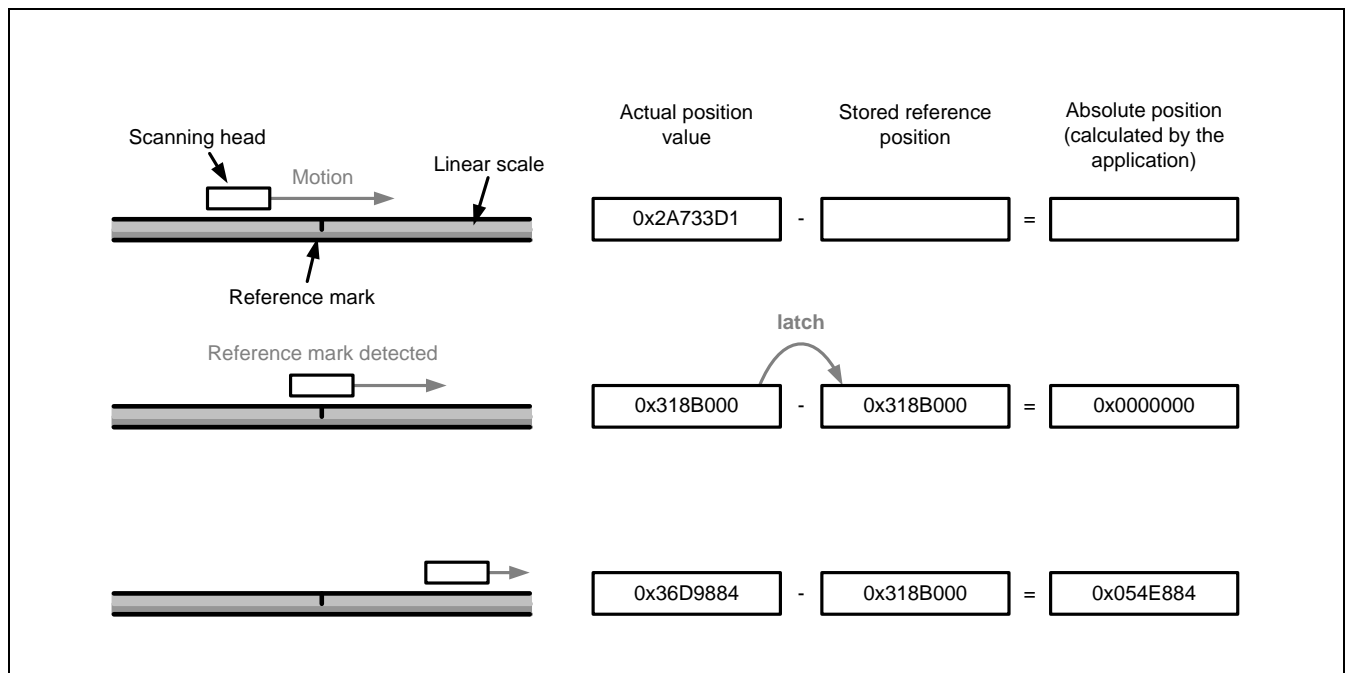 Actual position
value
Stored reference
position
Absolute position
(calculated by the
application)
Scanning head
Linear scale
Motion
0x2A733D1
-
=
Reference mark
latch
Reference mark detected
0x318B000
-
0x318B000
=
0x0000000
0x36D9884
-
0x318B000
=
0x054E884